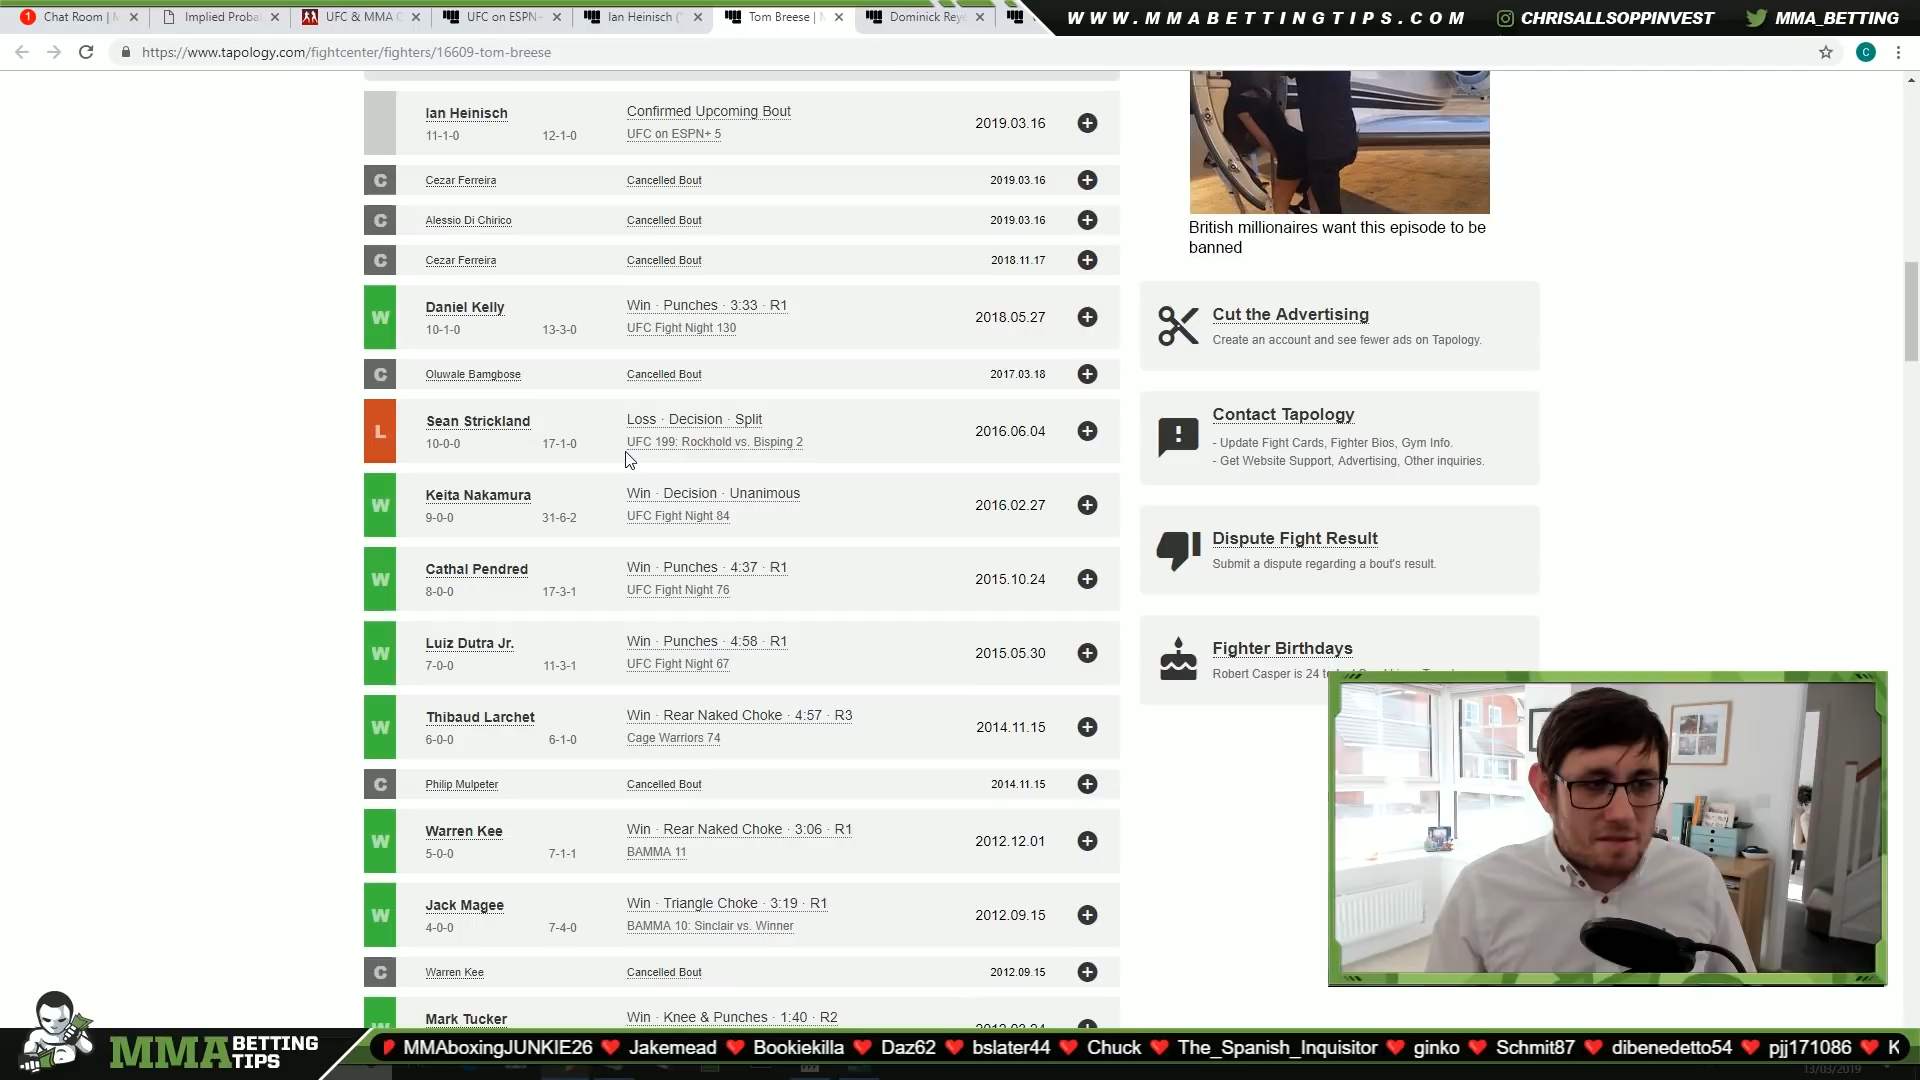 Chat Room | M
Implied Proba
UFC & MMA C
UFC on ESPN+
Ian Heinisch ("
Tom Breese | M
Dominick Reye
WWW.MMABETTINGTIPS.COM
CHRISALLSOPPINVEST
MMA_BETTING
https://www.tapology.com/fightcenter/fighters/16609-tom-breese
C
Ian Heinisch
Confirmed Upcoming Bout
2019.03.16
11-1-0
12-1-0
UFC on ESPN+ 5
C
Cezar Ferreira
Cancelled Bout
2019.03.16
C
Alessio Di Chirico
Cancelled Bout
2019.03.16
C
Cezar Ferreira
Cancelled Bout
2018.11.17
W
Daniel Kelly
Win · Punches · 3:33 · R1
2018.05.27
10-1-0
13-3-0
UFC Fight Night 130
C
Oluwale Bamgbose
Cancelled Bout
2017.03.18
L
Sean Strickland
Loss · Decision · Split
2016.06.04
10-0-0
17-1-0
UFC 199: Rockhold vs. Bisping 2
W
Keita Nakamura
Win · Decision · Unanimous
2016.02.27
9-0-0
31-6-2
UFC Fight Night 84
W
Cathal Pendred
Win · Punches · 4:37 · R1
2015.10.24
8-0-0
17-3-1
UFC Fight Night 76
W
Luiz Dutra Jr.
Win · Punches · 4:58 · R1
2015.05.30
7-0-0
11-3-1
UFC Fight Night 67
W
Thibaud Larchet
Win · Rear Naked Choke · 4:57 · R3
2014.11.15
6-0-0
6-1-0
Cage Warriors 74
C
Philip Mulpeter
Cancelled Bout
2014.11.15
W
Warren Kee
Win · Rear Naked Choke · 3:06 · R1
2012.12.01
5-0-0
7-1-1
BAMMA 11
W
Jack Magee
Win · Triangle Choke · 3:19 · R1
2012.09.15
4-0-0
7-4-0
BAMMA 10: Sinclair vs. Winner
C
Warren Kee
Cancelled Bout
2012.09.15
W
Mark Tucker
Win · Knee & Punches · 1:40 · R2
British millionaires want this episode to be
banned
Cut the Advertising
Create an account and see fewer ads on Tapology.
Contact Tapology
- Update Fight Cards, Fighter Bios, Gym Info.
- Get Website Support, Advertising, Other inquiries.
Dispute Fight Result
Submit a dispute regarding a bout's result.
Fighter Birthdays
Robert Casper is 24
MMA BETTING TIPS
MMAboxingJUNKIE26 Jakemead Bookiekilla Daz62 bslater44 Chuck The_Spanish_Inquisitor ginko Schmit87 dibenedetto54 pjj171086 K
13/03/2019